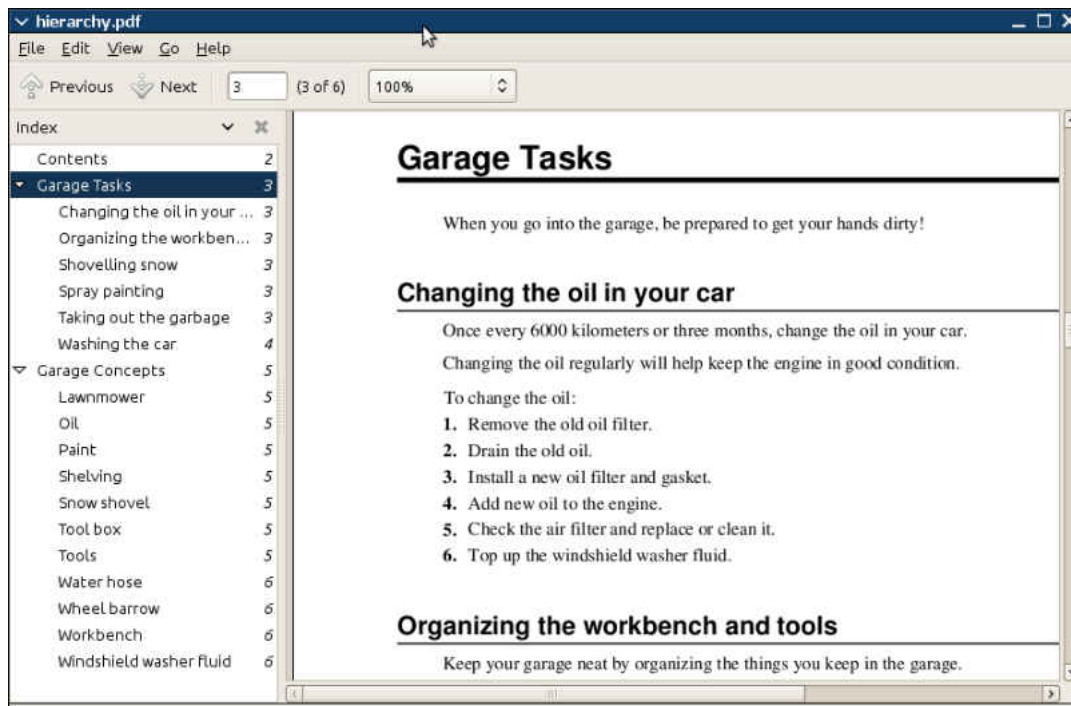 hierarchy.pdf
File Edit View Go Help
Previous Next 3 (3 of 6) 100%
Index
Contents 2
Garage Tasks 3
Changing the oil in your ... 3
Organizing the workben... 3
Shovelling snow 3
Spray painting 3
Taking out the garbage 3
Washing the car 4
Garage Concepts 5
Lawnmower 5
Oil 5
Paint 5
Shelving 5
Snow shovel 5
Tool box 5
Tools 5
Water hose 6
Wheel barrow 6
Workbench 6
Windshield washer fluid 6
Garage Tasks
When you go into the garage, be prepared to get your hands dirty!
Changing the oil in your car
Once every 6000 kilometers or three months, change the oil in your car.
Changing the oil regularly will help keep the engine in good condition.
To change the oil:
1. Remove the old oil filter.
2. Drain the old oil.
3. Install a new oil filter and gasket.
4. Add new oil to the engine.
5. Check the air filter and replace or clean it.
6. Top up the windshield washer fluid.
Organizing the workbench and tools
Keep your garage neat by organizing the things you keep in the garage.